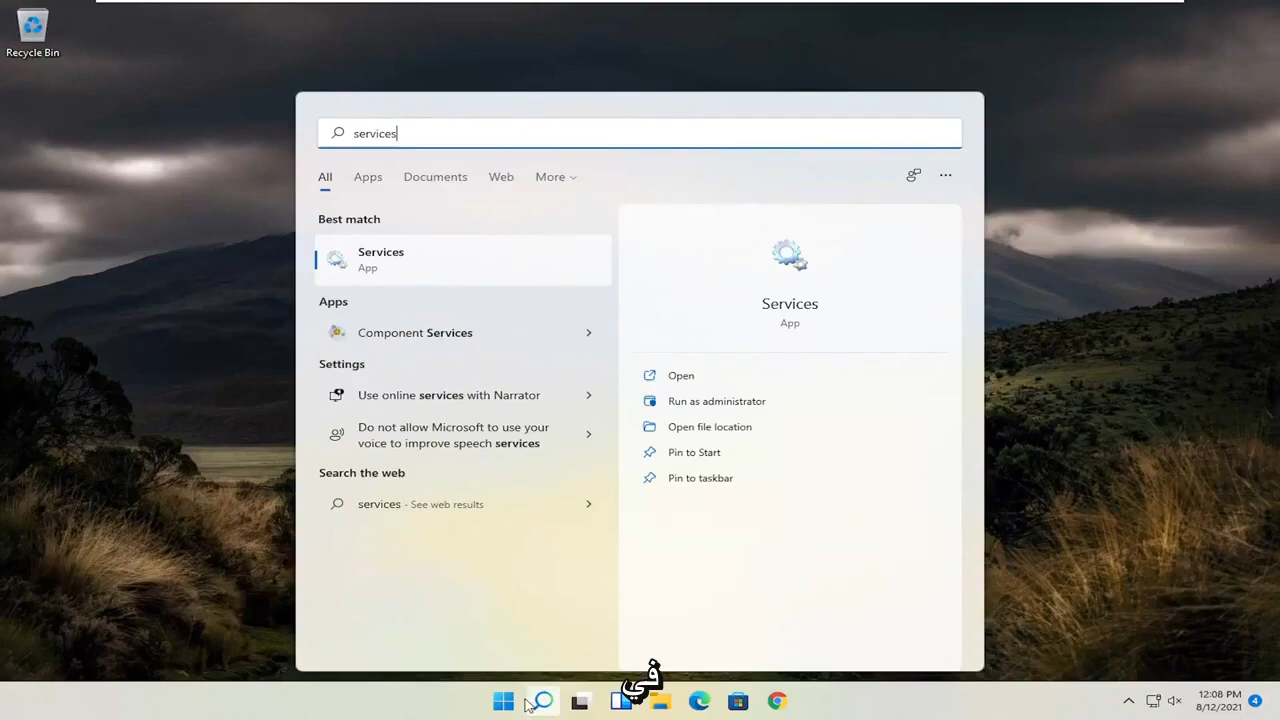 Recycle Bin
services
All Apps Documents Web More
Best match
Services
App
Apps
Component Services
Settings
Use online services with Narrator
Do not allow Microsoft to use your
voice to improve speech services
Search the web
services - See web results
Services
App
Open
Run as administrator
Open file location
Pin to Start
Pin to taskbar
في
12:08 PM
8/12/2021
4